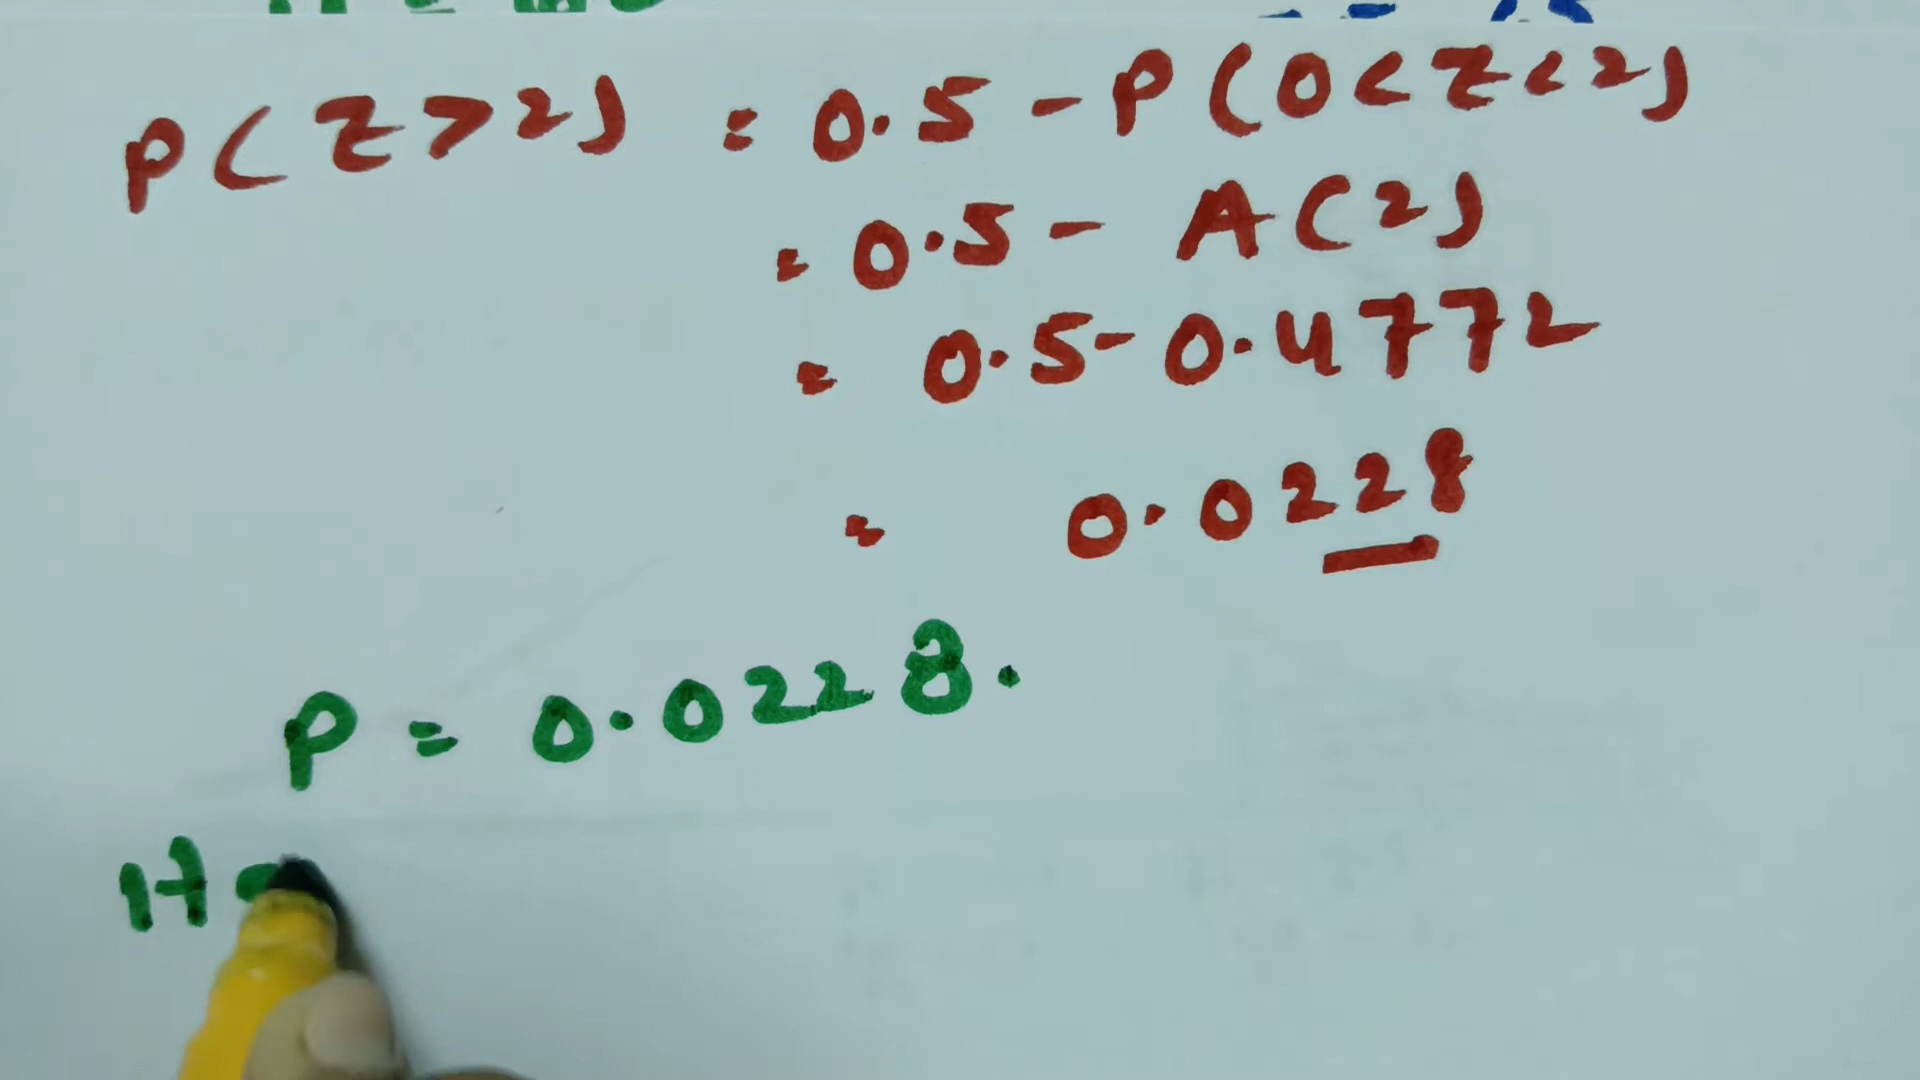 P(Z>2) = 0.5 - P(0<Z<2)
= 0.5 - A(2)
= 0.5 - 0.4772
= 0.0228
P = 0.0228.